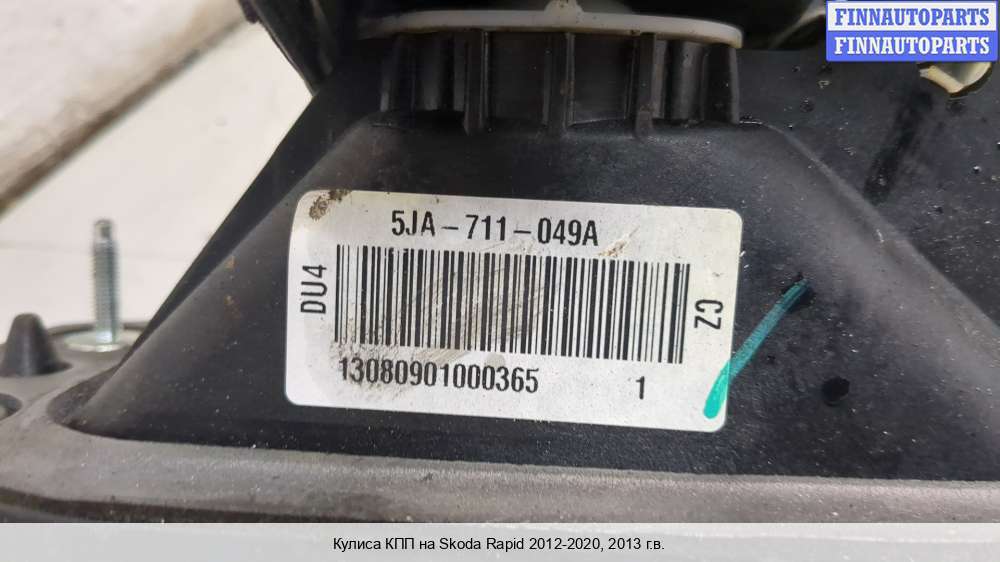 FINNAUTOPARTS
FINNAUTOPARTS
5JA-711-049A
DU4
CZ
13080901000365 1
Кулиса КПП на Skoda Rapid 2012-2020, 2013 г.в.